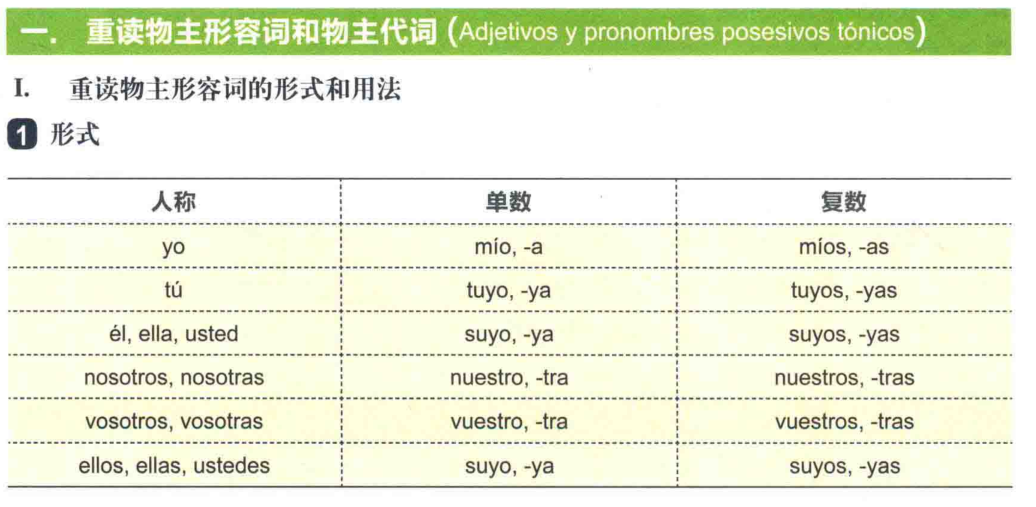 一. 重读物主形容词和物主代词 (Adjetivos y pronombres posesivos tónicos)
I. 重读物主形容词的形式和用法
1 形式
人称 单数 复数
yo mío, -a míos, -as
tú tuyo, -ya tuyos, -yas
él, ella, usted suyo, -ya suyos, -yas
nosotros, nosotras nuestro, -tra nuestros, -tras
vosotros, vosotras vuestro, -tra vuestros, -tras
ellos, ellas, ustedes suyo, -ya suyos, -yas